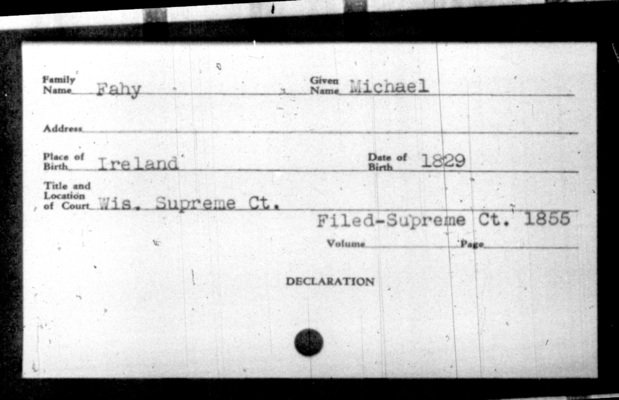 Family Name Fahy Given Name Michael
Address
Place of Birth Ireland Date of Birth 1829
Title and Location of Court Wis. Supreme Ct.
Filed-Supreme Ct. 1855
Volume Page
DECLARATION